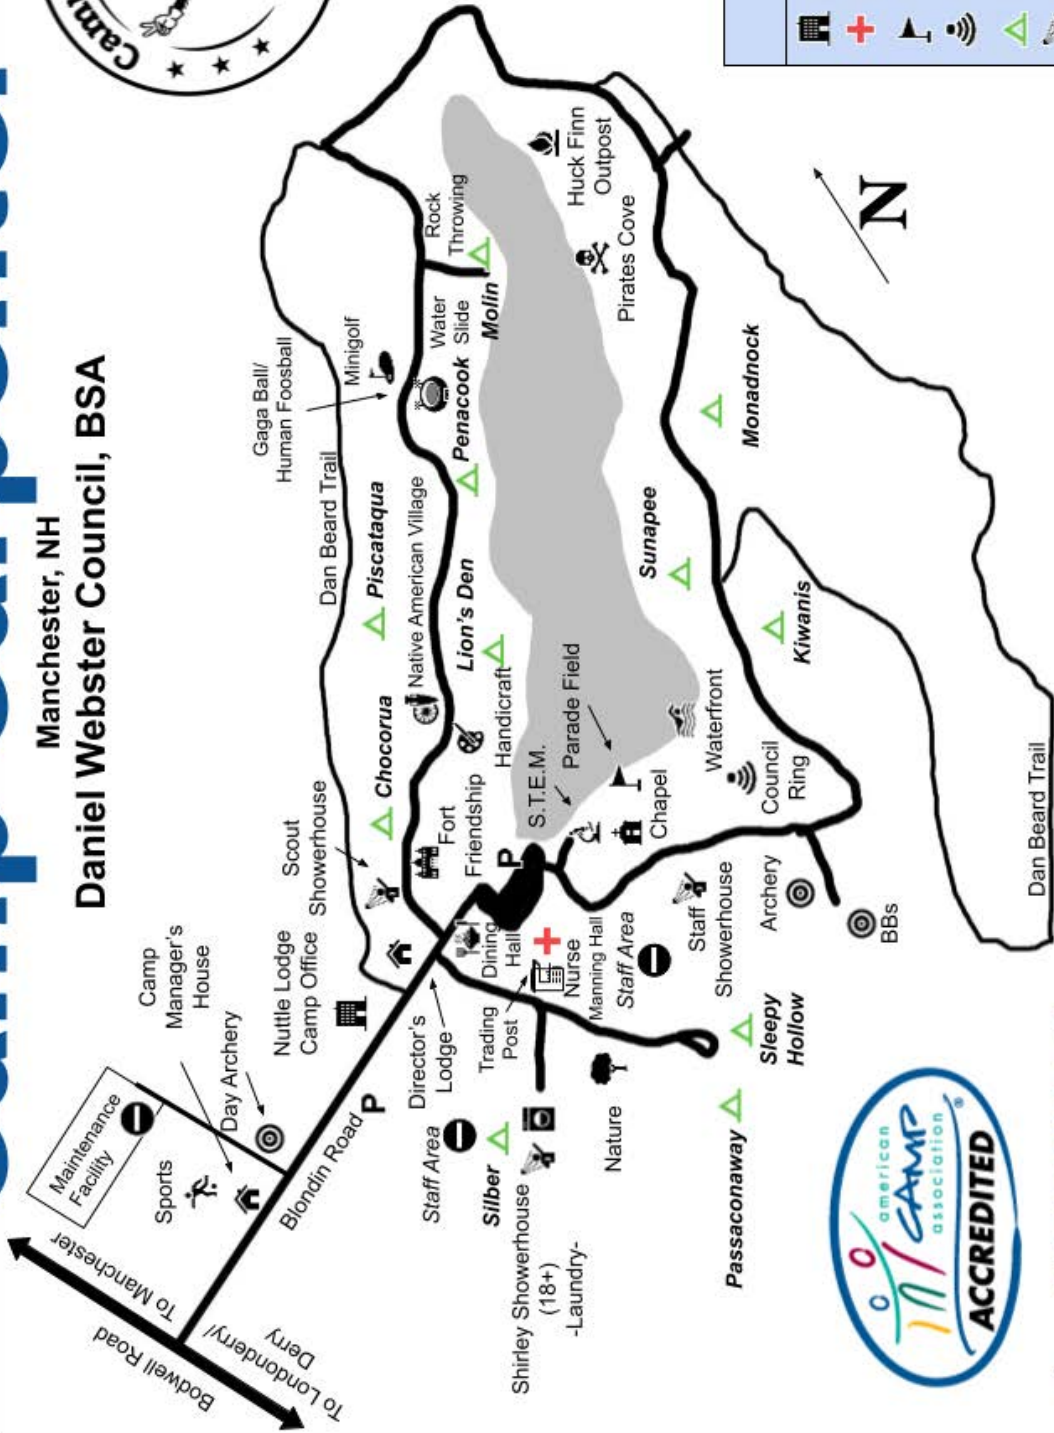 Manchester, NH
Daniel Webster Council, BSA
Maintenance
Facility
Sports
Camp
Manager's
House
Day Archery
To Manchester
Bodwell Road
To Londonderry/
Derry
Blondin Road
P
Nuttle Lodge
Camp Office
Scout
Showerhouse
Gaga Ball/
Human Foosball
Minigolf
Dan Beard Trail
Chocorua
Piscataqua
Native American Village
Rock
Throwing
Water
Slide
Molin
Penacook
Lion's Den
Handicraft
Fort
Friendship
P
S.T.E.M.
Parade Field
Chapel
Waterfront
Council
Ring
Huck Finn
Outpost
Pirates Cove
Sunapee
Monadnock
Kiwanis
N
Director's
Lodge
Dining
Hall
Trading
Post
Nurse
Manning Hall
Staff Area
Staff
Showerhouse
Archery
BBs
Staff Area
Silber
Shirley Showerhouse
(18+)
-Laundry-
Nature
Sleepy
Hollow
Passaconaway
Dan Beard Trail
american
CAMP
association®
ACCREDITED